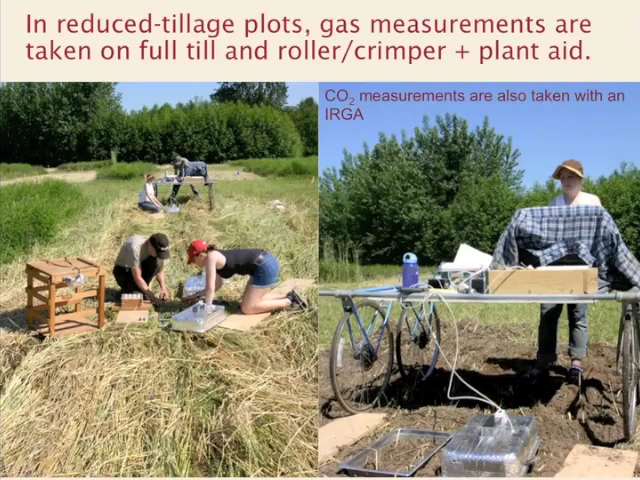 In reduced-tillage plots, gas measurements are
taken on full till and roller/crimper + plant aid.
CO₂ measurements are also taken with an
IRGA